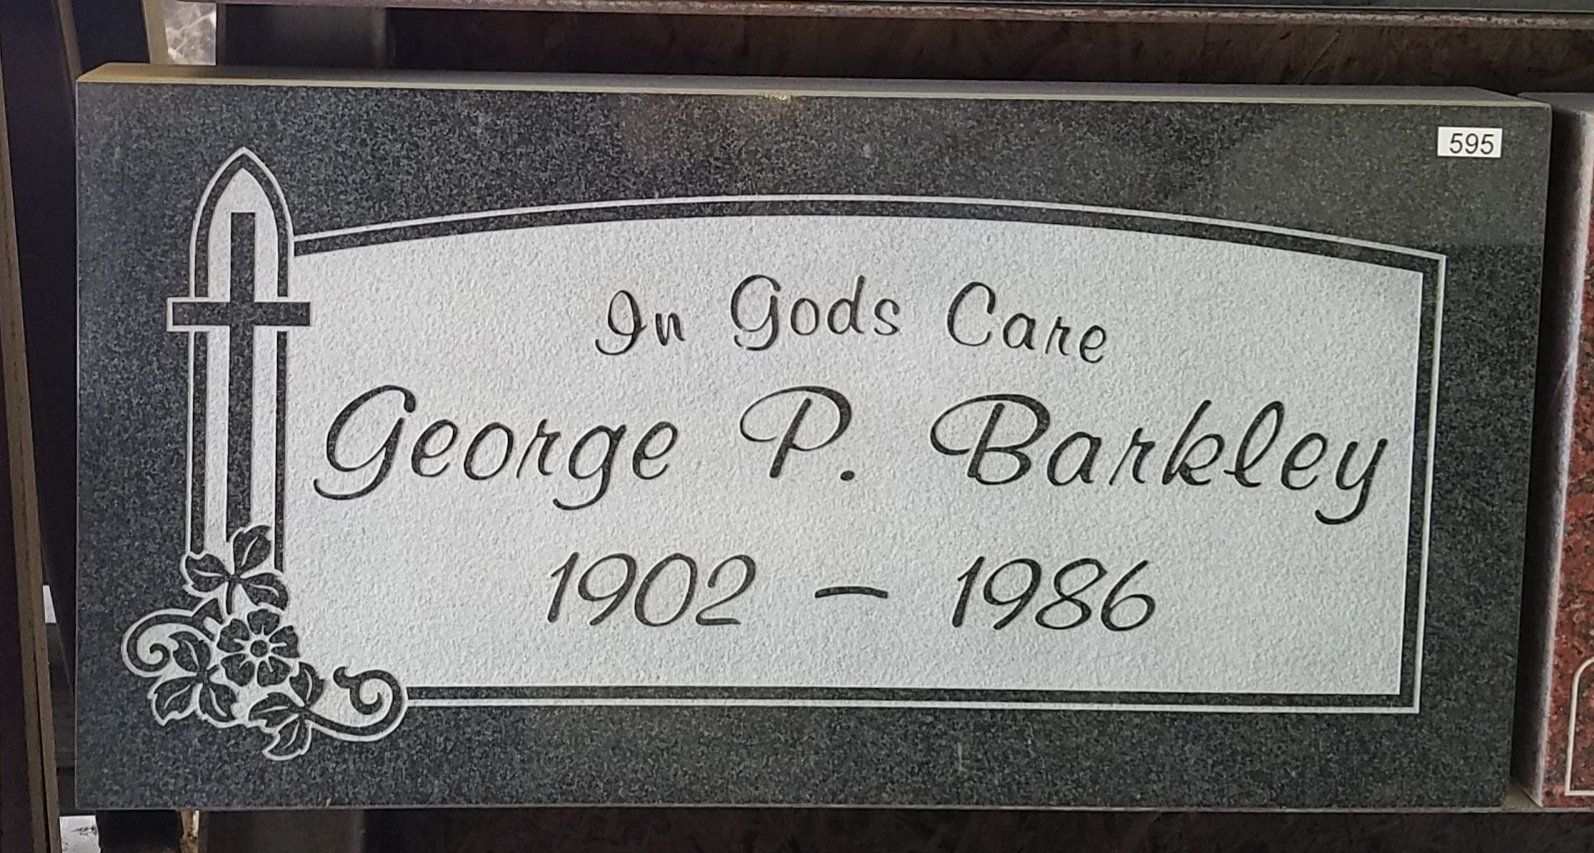 595
In Gods Care
George P. Barkley
1902 – 1986